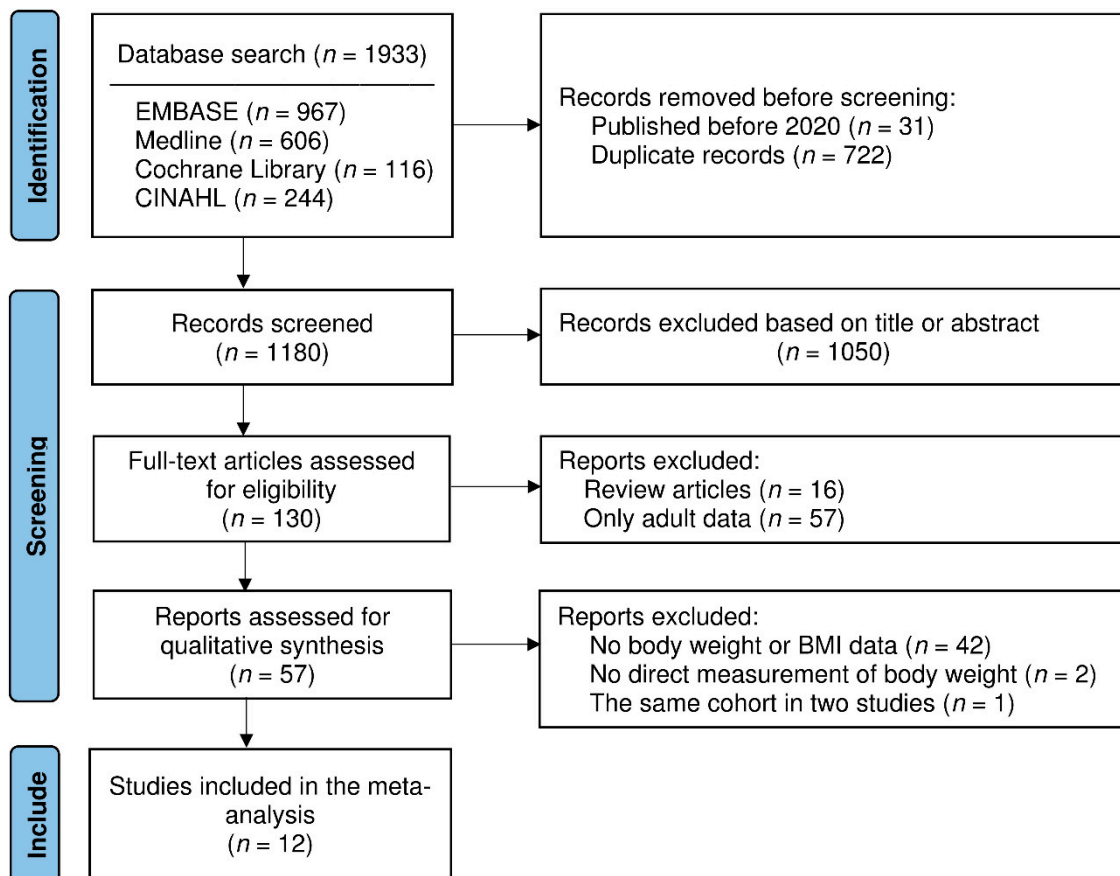 Identification
Database search (n = 1933)
EMBASE (n = 967)
Medline (n = 606)
Cochrane Library (n = 116)
CINAHL (n = 244)
Records removed before screening:
Published before 2020 (n = 31)
Duplicate records (n = 722)
Screening
Records screened
(n = 1180)
Records excluded based on title or abstract
(n = 1050)
Full-text articles assessed
for eligibility
(n = 130)
Reports excluded:
Review articles (n = 16)
Only adult data (n = 57)
Reports assessed for
qualitative synthesis
(n = 57)
Reports excluded:
No body weight or BMI data (n = 42)
No direct measurement of body weight (n = 2)
The same cohort in two studies (n = 1)
Include
Studies included in the meta-
analysis
(n = 12)